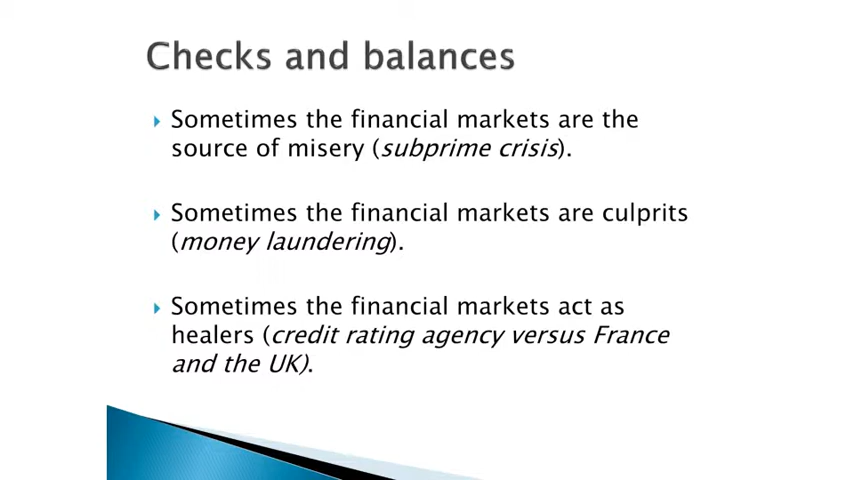 Checks and balances
Sometimes the financial markets are the
source of misery (subprime crisis).
Sometimes the financial markets are culprits
(money laundering).
Sometimes the financial markets act as
healers (credit rating agency versus France
and the UK).